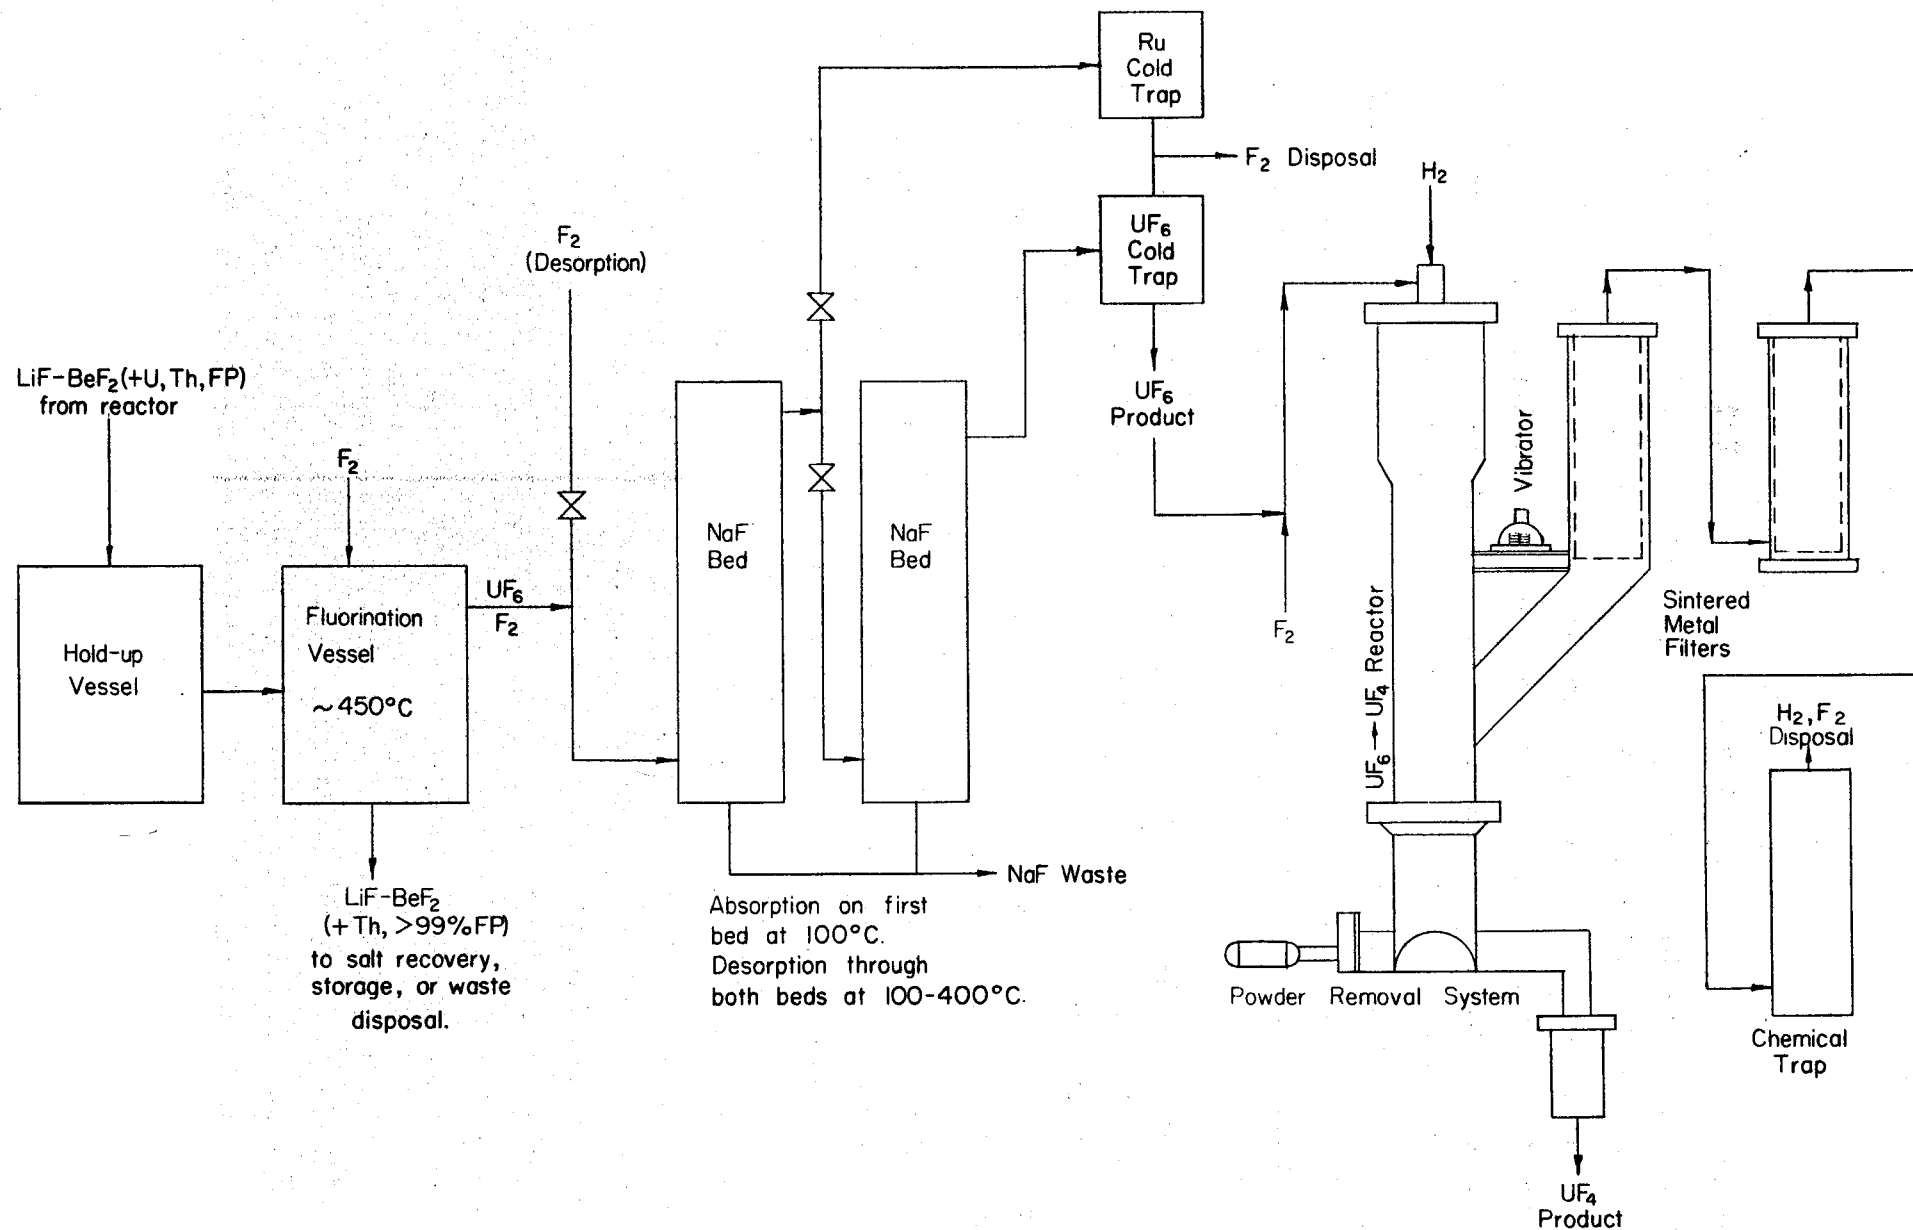 Ru
Cold
Trap
F₂ Disposal
H₂
UF₆
Cold
Trap
F₂
(Desorption)
LiF-BeF₂(+U, Th, FP)
from reactor
UF₆
Product
F₂
Vibrator
NaF
Bed
NaF
Bed
Hold-up
Vessel
Fluorination
Vessel
~450°C
UF₆
F₂
F₂
UF₆→UF₄ Reactor
Sintered
Metal
Filters
H₂, F₂
Disposal
NaF Waste
LiF-BeF₂
(+Th, >99% FP)
to salt recovery,
storage, or waste
disposal.
Absorption on first
bed at 100°C.
Desorption through
both beds at 100-400°C.
Powder Removal System
Chemical
Trap
UF₄
Product